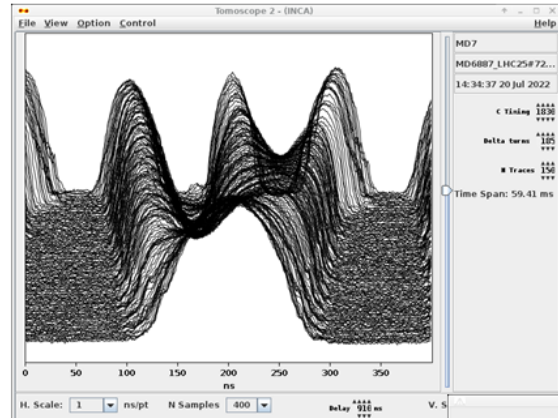 Tomoscope 2 - (INCA)
File View Option Control Help
MD7
MD6887_LHC25#72...
14:34:37 20 Jul 2022
C Timing 1830
Delta turns 185
N Traces 150
Time Span: 59.41 ms
0 50 100 150 200 250 300 350
ns
H. Scale: 1 ns/pt N Samples 400 Delay 910 ms V. S